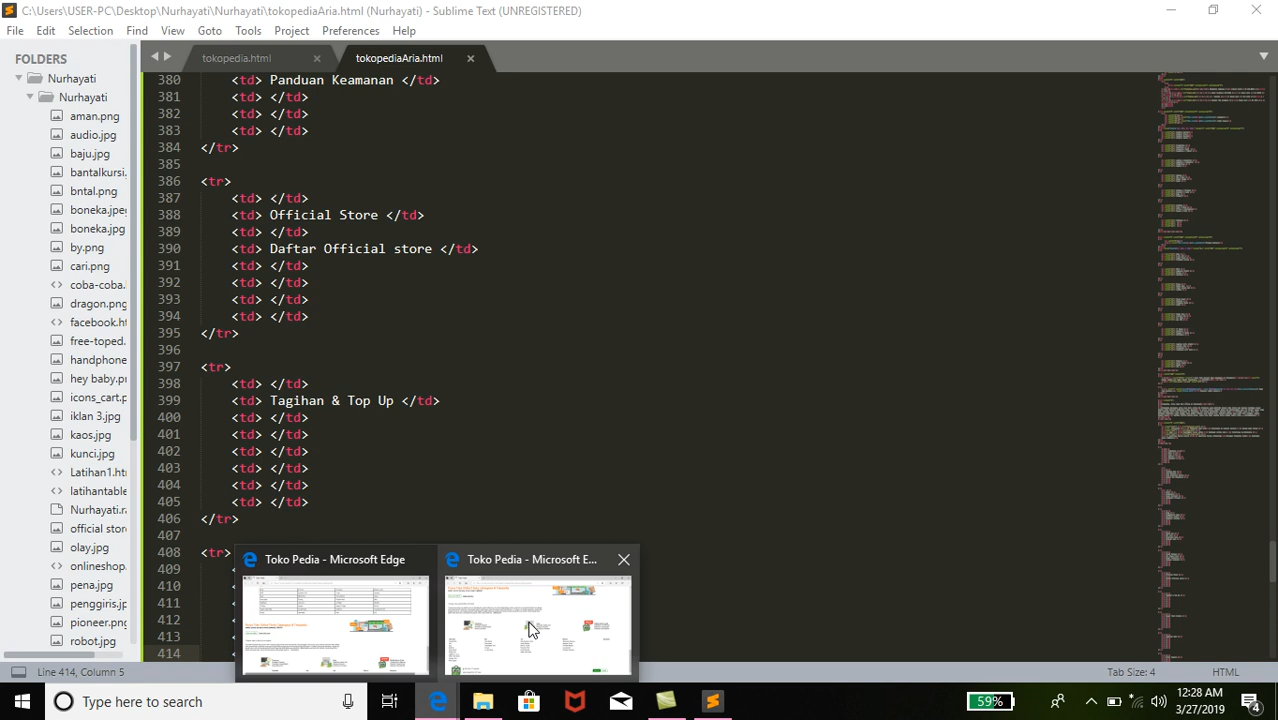 C:\Users\USER-PC\Desktop\Nurhayati\Nurhayati\tokopediaAria.html (Nurhayati) - Sublime Text (UNREGISTERED)
File Edit Selection Find View Goto Tools Project Preferences Help
FOLDERS
Nurhayati
Nurhayati
apple.png
audio.jpg
baju.jpg
bantalkursi.
bntal.png
boneka.jpe
boneka.jpg
by.png
cari.png
coba-coba.
dragon.png
facebook.ht
free-toped.
handphone
hey baby.pn
icons_cart.p
iklan 3.jpg
kaos.jpg
kunci.jpg
Latihan1.htr
latihantable
Nurhayati.ra
official store
olay.jpg
onlineshop.
pena.jpg
penggiris.jp
promote.pn
robot.jpg
tokopedia.html tokopediaAria.html
380 <td> Panduan Keamanan </td>
381 <td> </td>
382 <td> </td>
383 <td> </td>
384 </tr>
385
386 <tr>
387 <td> </td>
388 <td> Official Store </td>
389 <td> </td>
390 <td> Daftar Official Store </td>
391 <td> </td>
392 <td> </td>
393 <td> </td>
394 <td> </td>
395 </tr>
396
397 <tr>
398 <td> </td>
399 <td> Tagihan & Top Up </td>
400 <td> </td>
401 <td> </td>
402 <td> </td>
403 <td> </td>
404 <td> </td>
405 <td> </td>
406 </tr>
407
408 <tr>
409
410
411
412
413
414
Toko Pedia - Microsoft Edge
Toko Pedia - Microsoft E...
Line 414, Column 5
Tab Size: 4
HTML
Type here to search
59%
12:28 AM
3/27/2019
4